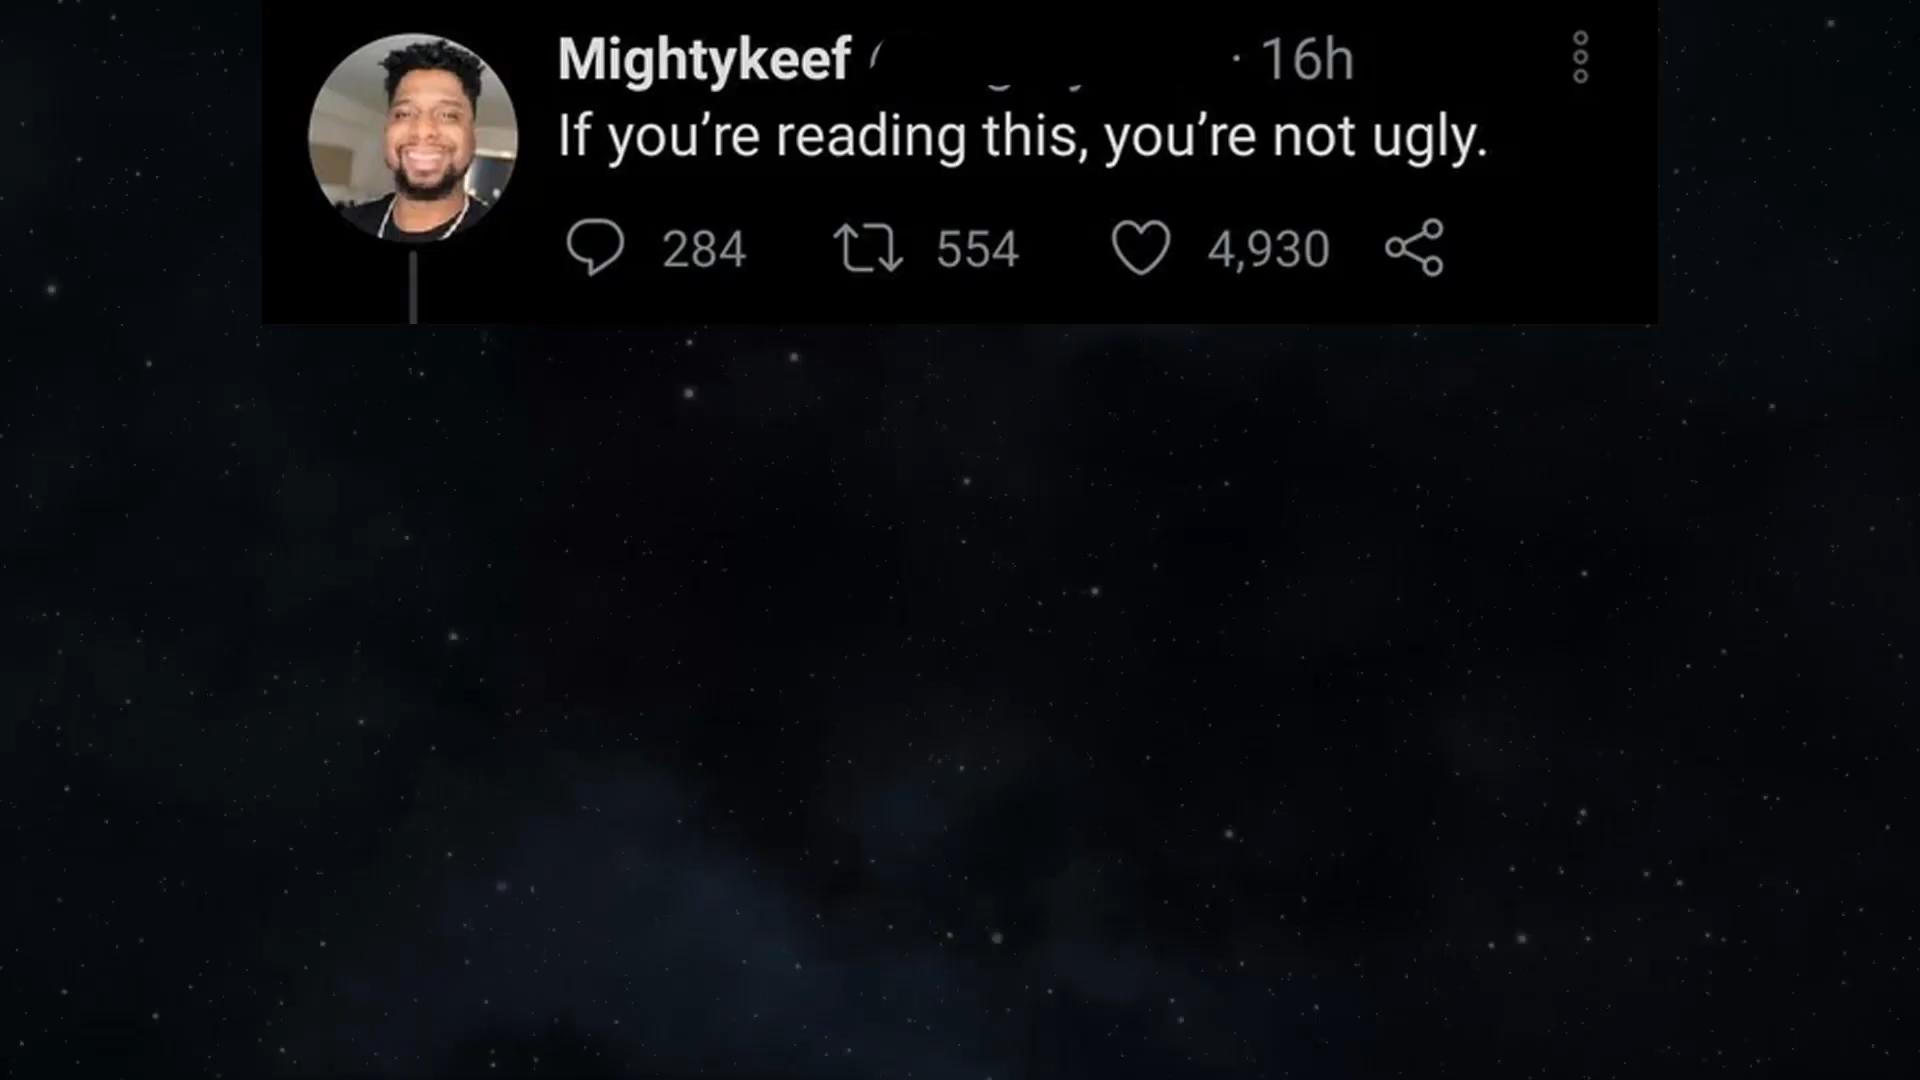 Mightykeef · 16h
If you’re reading this, you’re not ugly.
284 554 4,930